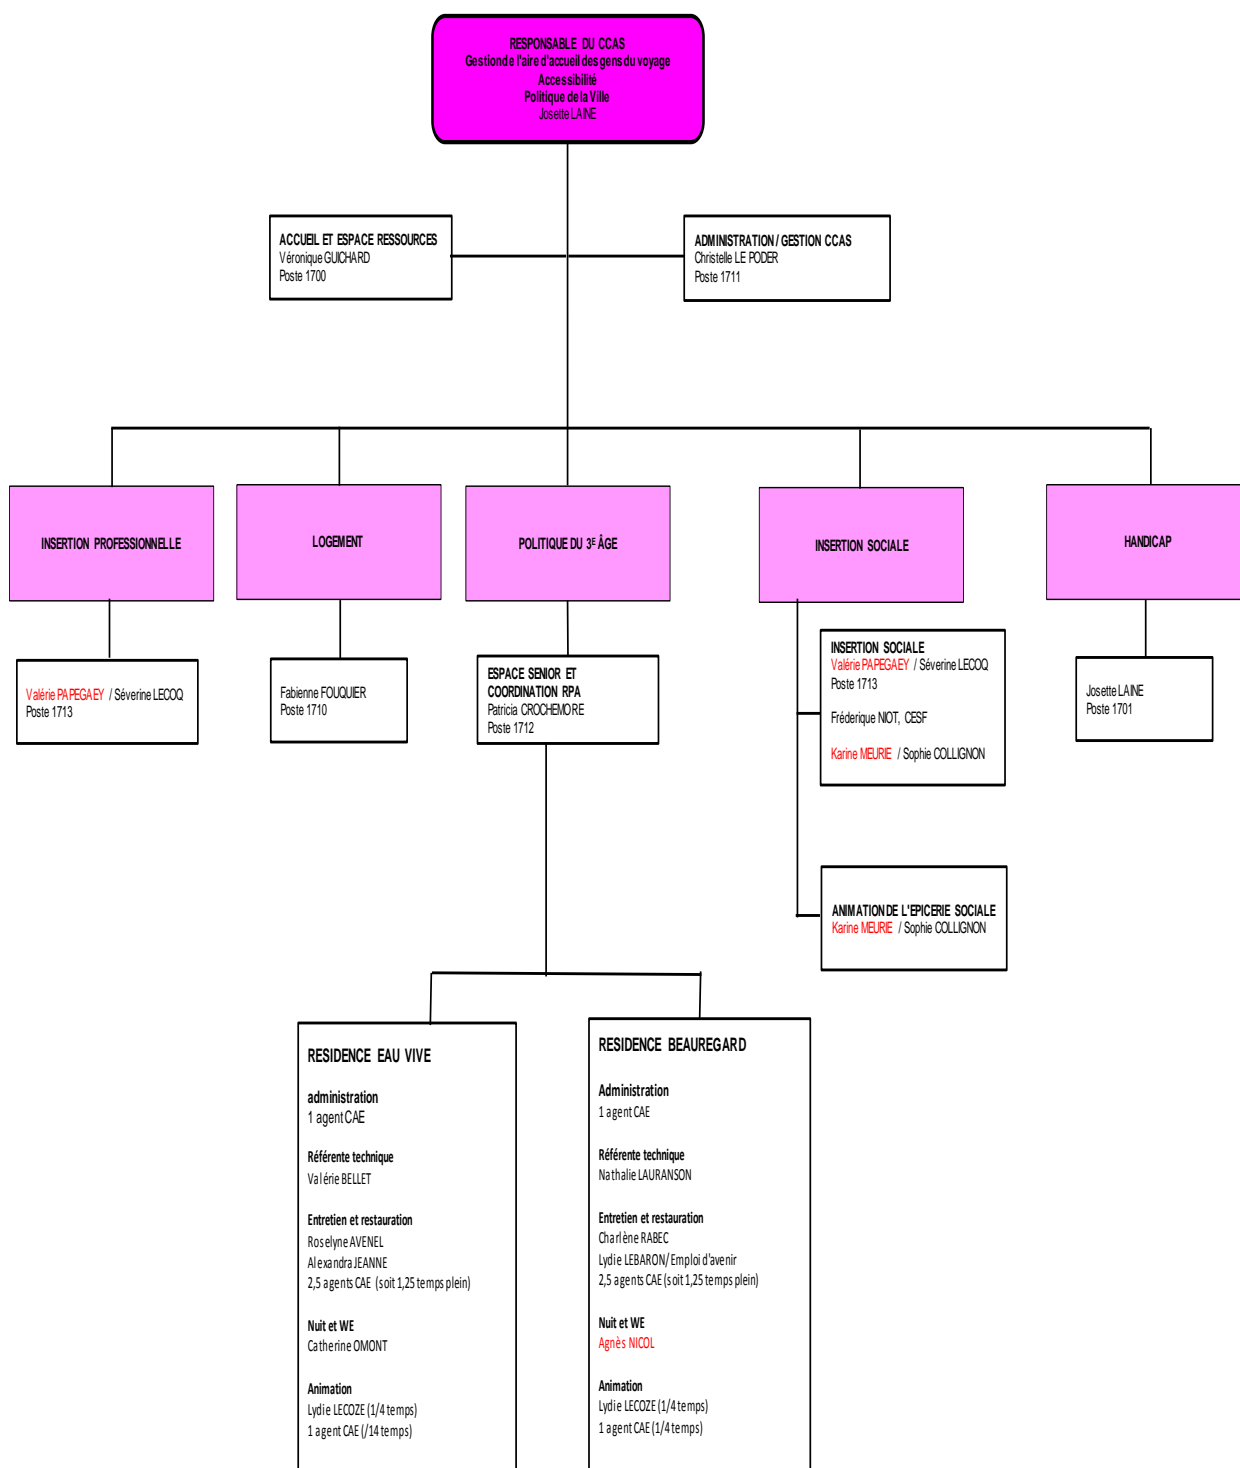 RESPONSABLE DU CCAS
Gestion de l'aire d'accueil des gens du voyage
Accessibilité
Politique de la Ville
Josette LAINE
ACCUEIL ET ESPACE RESSOURCES
Véronique GUICHARD
Poste 1700
ADMINISTRATION / GESTION CCAS
Christelle LE PODER
Poste 1711
INSERTION PROFESSIONNELLE
LOGEMENT
POLITIQUE DU 3E ÂGE
INSERTION SOCIALE
HANDICAP
Valérie PAPEGAEY / Séverine LECOQ
Poste 1713
Fabienne FOUQUIER
Poste 1710
ESPACE SENIOR ET
COORDINATION RPA
Patricia CROCHEMORE
Poste 1712
INSERTION SOCIALE
Valérie PAPEGAEY / Séverine LECOQ
Poste 1713
Fréderique NIOT, CESF
Karine MEURIE / Sophie COLLIGNON
Josette LAINE
Poste 1701
ANIMATION DE L'EPICERIE SOCIALE
Karine MEURIE / Sophie COLLIGNON
RESIDENCE EAU VIVE
administration
1 agent CAE
Référente technique
Valérie BELLET
Entretien et restauration
Roselyne AVENEL
Alexandra JEANNE
2,5 agents CAE (soit 1,25 temps plein)
Nuit et WE
Catherine OMONT
Animation
Lydie LECOZE (1/4 temps)
1 agent CAE (/14 temps)
RESIDENCE BEAUREGARD
Administration
1 agent CAE
Référente technique
Nathalie LAURANSON
Entretien et restauration
Charlène RABEC
Lydie LEBARON/ Emploi d'avenir
2,5 agents CAE (soit 1,25 temps plein)
Nuit et WE
Agnès NICOL
Animation
Lydie LECOZE (1/4 temps)
1 agent CAE (1/4 temps)